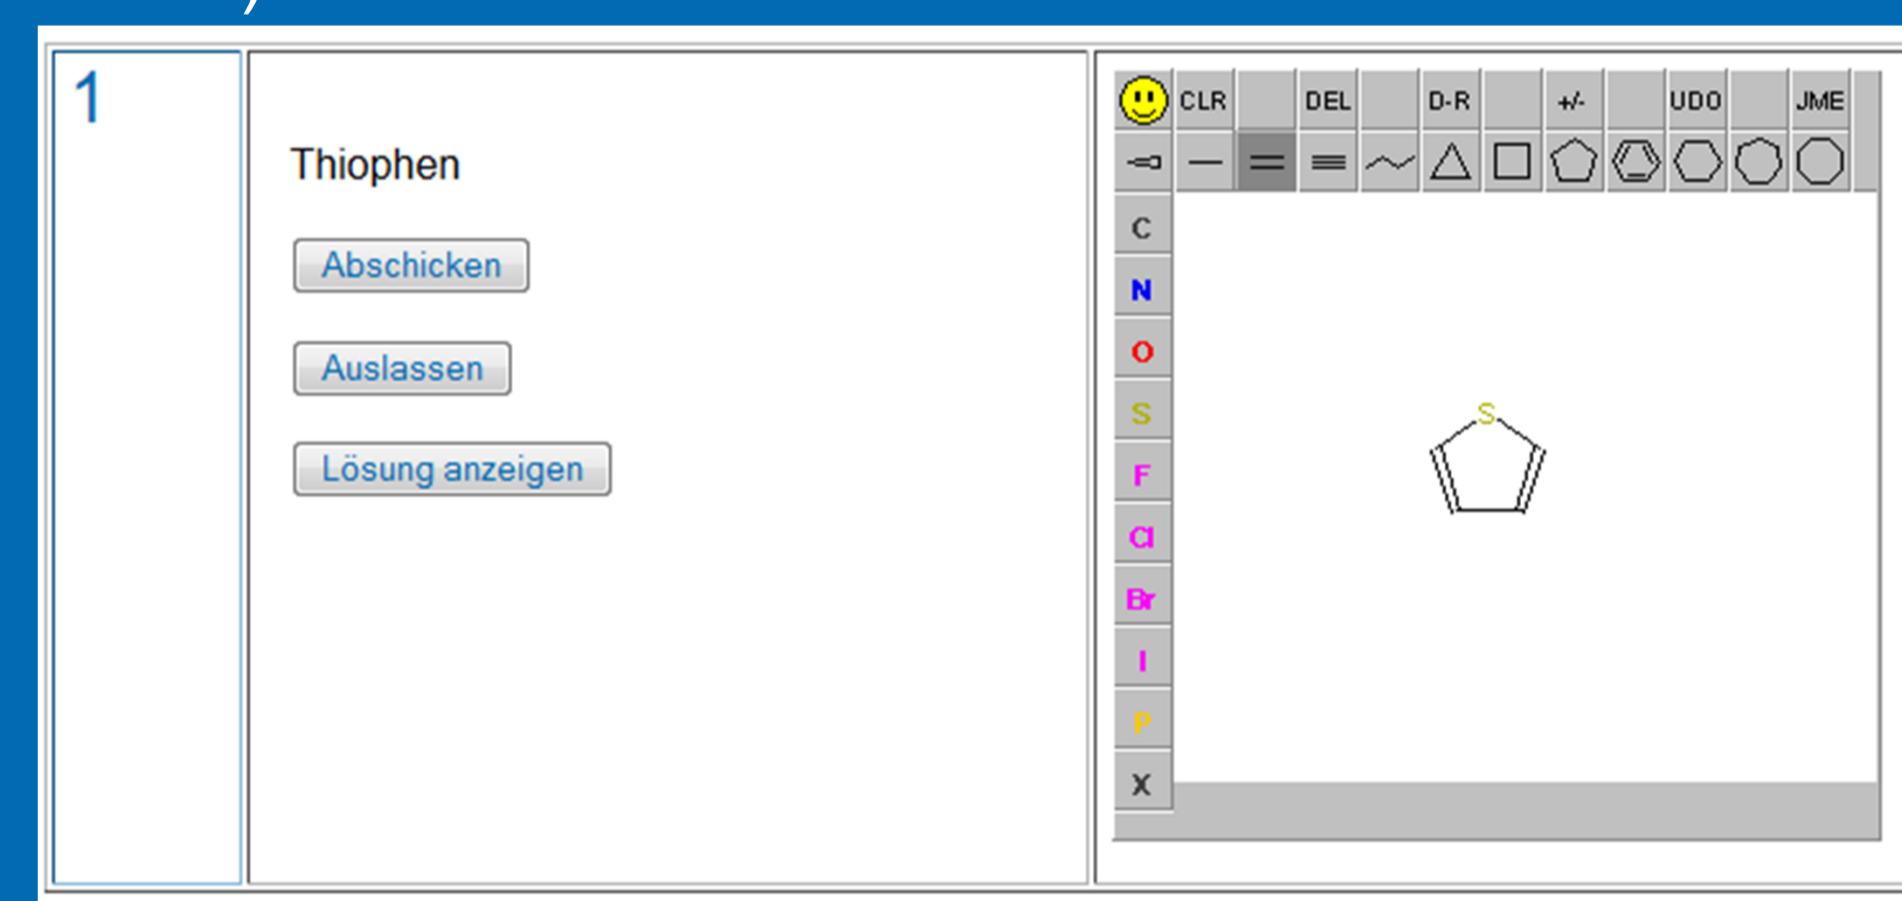 1
Thiophen
Abschicken
Auslassen
Lösung anzeigen
CLR DEL D-R +/- UDO JME
C
N
O
S
F
Cl
Br
I
P
X
S